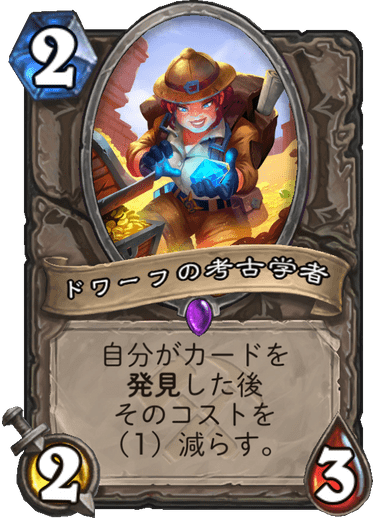 2
ドワーフの考古学者
自分がカードを
発見した後
そのコストを
（1）減らす。
2
3